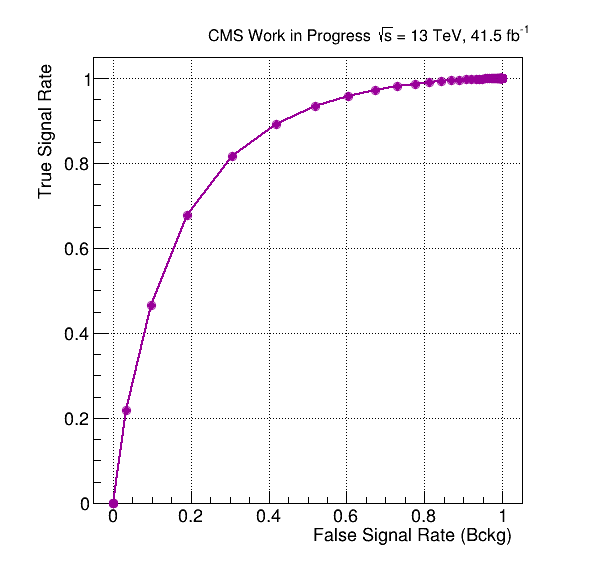 CMS Work in Progress √s = 13 TeV, 41.5 fb⁻¹
True Signal Rate
1
0.8
0.6
0.4
0.2
0
0 0.2 0.4 0.6 0.8 1
False Signal Rate (Bckg)